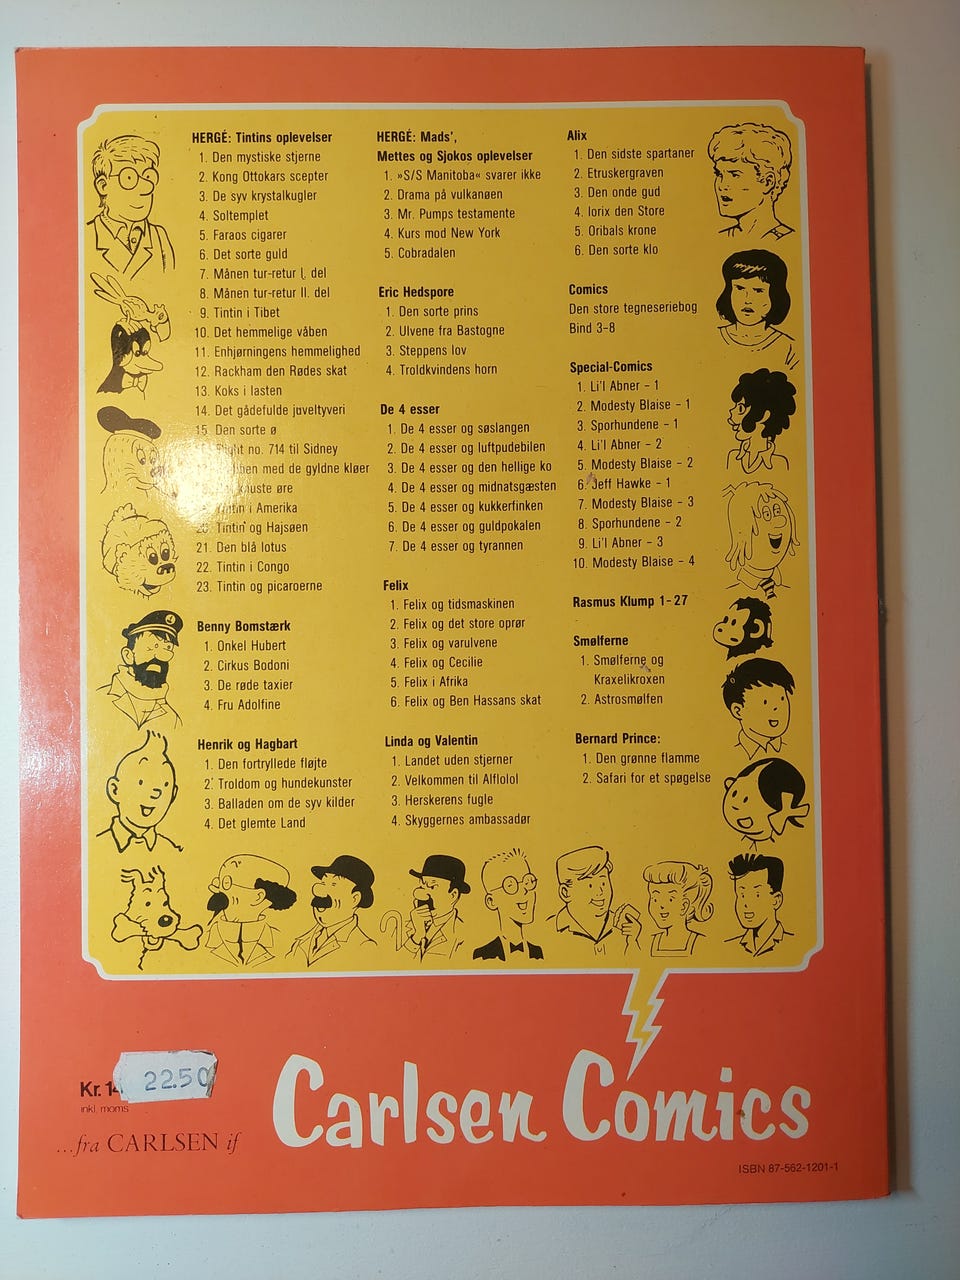 HERGÉ: Tintins oplevelser
1. Den mystiske stjerne
2. Kong Ottokars scepter
3. De syv krystalkugler
4. Soltemplet
5. Faraos cigarer
6. Det sorte guld
7. Månen tur-retur I. del
8. Månen tur-retur II. del
9. Tintin i Tibet
10. Det hemmelige våben
11. Enhjørningens hemmelighed
12. Rackham den Rødes skat
13. Koks i lasten
14. Det gådefulde juveltyveri
15. Den sorte ø
Flight no. 714 til Sidney
med de gyldne kløer
øre
Tintin i Amerika
20. Tintin og Hajsøen
21. Den blå lotus
22. Tintin i Congo
23. Tintin og picaroerne
Benny Bomstærk
1. Onkel Hubert
2. Cirkus Bodoni
3. De røde taxier
4. Fru Adolfine
Henrik og Hagbart
1. Den fortryllede fløjte
2. Troldom og hundekunster
3. Balladen om de syv kilder
4. Det glemte Land
HERGÉ: Mads',
Mettes og Sjokos oplevelser
1. »S/S Manitoba« svarer ikke
2. Drama på vulkanøen
3. Mr. Pumps testamente
4. Kurs mod New York
5. Cobradalen
Eric Hedspore
1. Den sorte prins
2. Ulvene fra Bastogne
3. Steppens lov
4. Troldkvindens horn
De 4 esser
1. De 4 esser og søslangen
2. De 4 esser og luftpudebilen
3. De 4 esser og den hellige ko
4. De 4 esser og midnatsgæsten
5. De 4 esser og kukkerfinken
6. De 4 esser og guldpokalen
7. De 4 esser og tyrannen
Felix
1. Felix og tidsmaskinen
2. Felix og det store oprør
3. Felix og varulvene
4. Felix og Cecilie
5. Felix i Afrika
6. Felix og Ben Hassans skat
Linda og Valentin
1. Landet uden stjerner
2. Velkommen til Alflolol
3. Herskerens fugle
4. Skyggernes ambassadør
Alix
1. Den sidste spartaner
2. Etruskergraven
3. Den onde gud
4. Iorix den Store
5. Oribals krone
6. Den sorte klo
Comics
Den store tegneseriebog
Bind 3-8
Special-Comics
1. Li'l Abner - 1
2. Modesty Blaise - 1
3. Sporhundene - 1
4. Li'l Abner - 2
5. Modesty Blaise - 2
6. Jeff Hawke - 1
7. Modesty Blaise - 3
8. Sporhundene - 2
9. Li'l Abner - 3
10. Modesty Blaise - 4
Rasmus Klump 1-27
Smølferne
1. Smølferne og
Kraxelikroxen
2. Astrosmølfen
Bernard Prince:
1. Den grønne flamme
2. Safari for et spøgelse
Kr. 14
22.50
inkl. moms
...fra CARLSEN if
Carlsen Comics
ISBN 87-562-1201-1